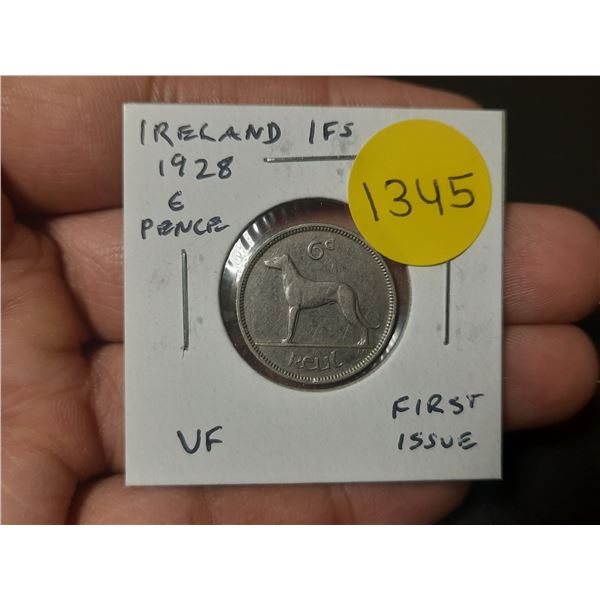 IRELAND IFS
1928
6
PENCE
1345
6d
Reul
VF
FIRST
ISSUE